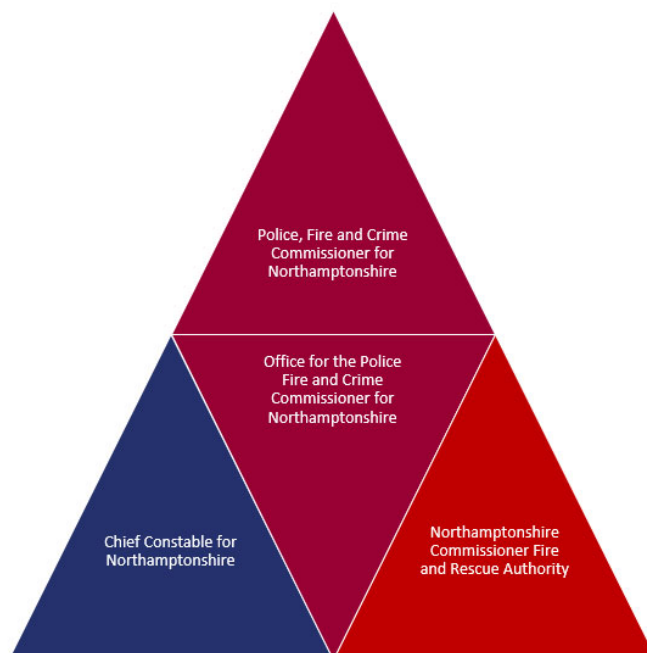 Police, Fire and Crime
Commissioner for
Northamptonshire
Office for the Police
Fire and Crime
Commissioner for
Northamptonshire
Chief Constable for
Northamptonshire
Northamptonshire
Commissioner Fire
and Rescue Authority